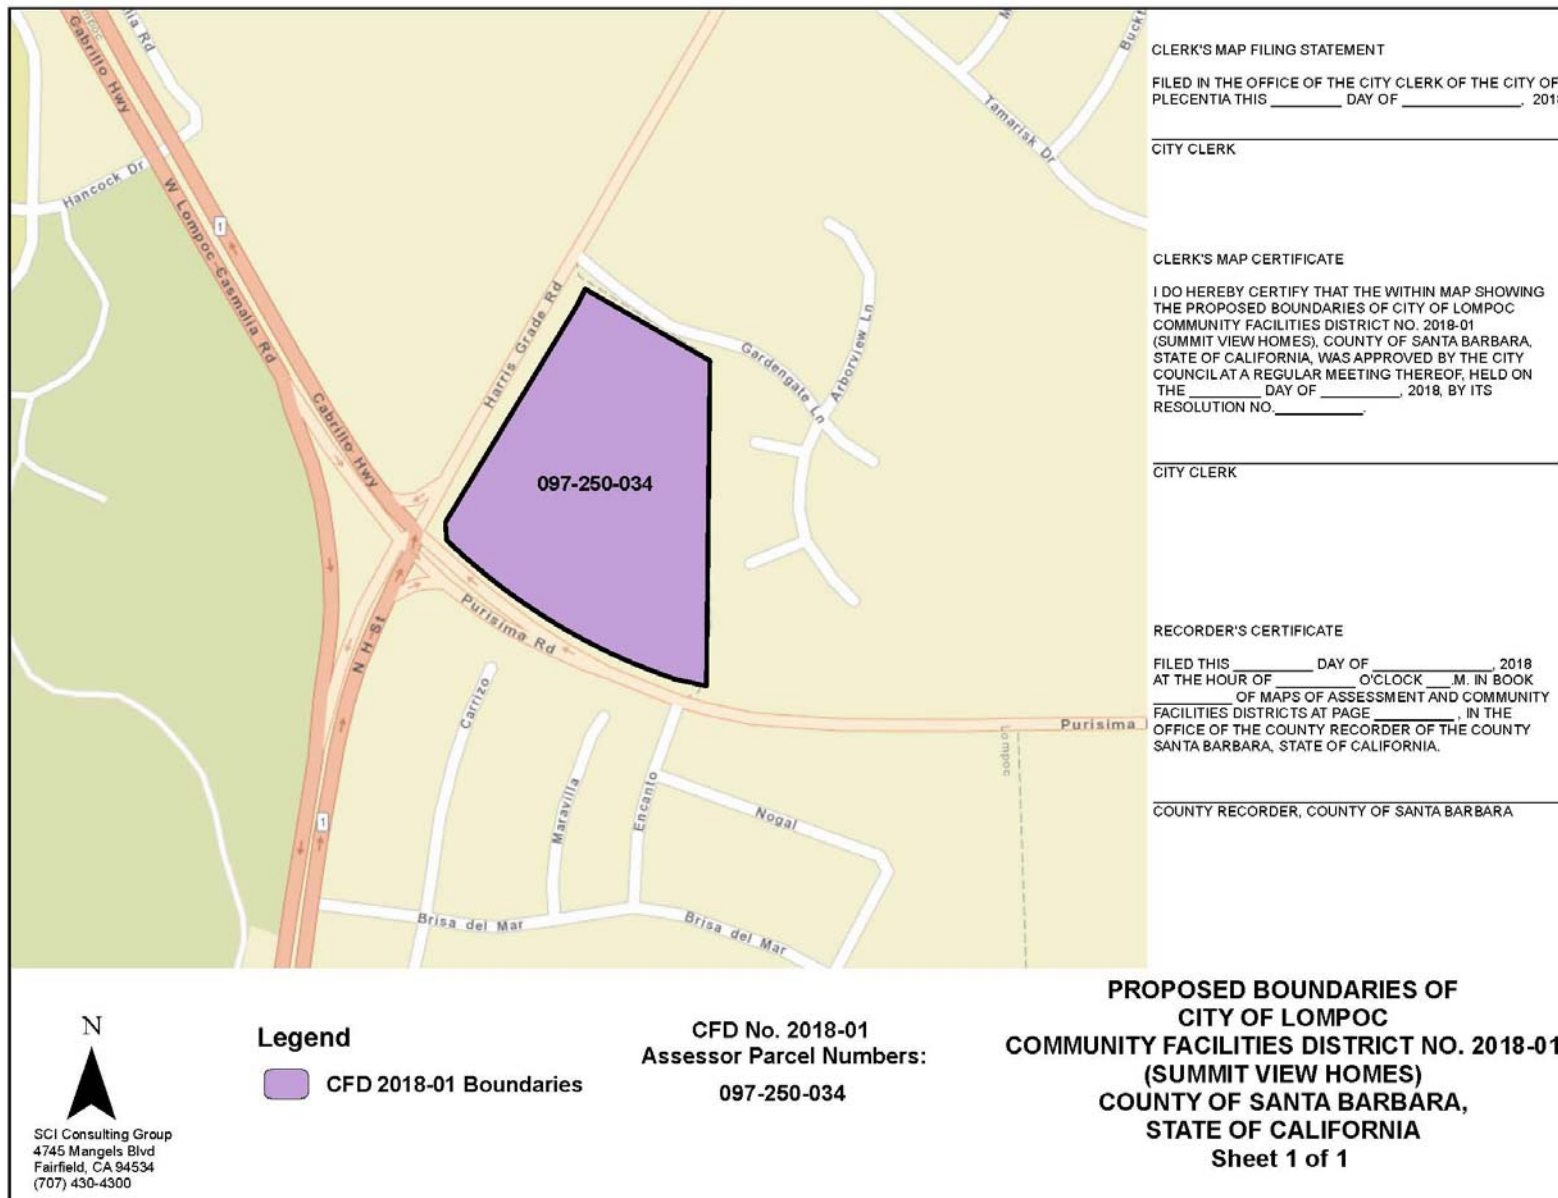 Cabrillo Hwy
Hancock Dr
W Lompoc-Casmalia Rd
1
Tamarisk Dr
Harris Grade Rd
Cabrillo Hwy
Gardengate Ln
Arborview Ln
097-250-034
N H St
Purisima Rd
Carrizo
Maravilla
Encanto
Nogal
Purisima
Lompoc
1
Brisa del Mar
Brisa del Mar
CLERK'S MAP FILING STATEMENT
FILED IN THE OFFICE OF THE CITY CLERK OF THE CITY OF
PLECENTIA THIS ________ DAY OF ____________, 2018
CITY CLERK
CLERK'S MAP CERTIFICATE
I DO HEREBY CERTIFY THAT THE WITHIN MAP SHOWING
THE PROPOSED BOUNDARIES OF CITY OF LOMPOC
COMMUNITY FACILITIES DISTRICT NO. 2018-01
(SUMMIT VIEW HOMES), COUNTY OF SANTA BARBARA,
STATE OF CALIFORNIA, WAS APPROVED BY THE CITY
COUNCIL AT A REGULAR MEETING THEREOF, HELD ON
THE ________ DAY OF ________, 2018, BY ITS
RESOLUTION NO.________.
CITY CLERK
RECORDER'S CERTIFICATE
FILED THIS ________ DAY OF ____________, 2018
AT THE HOUR OF ________ O'CLOCK ___.M. IN BOOK
________ OF MAPS OF ASSESSMENT AND COMMUNITY
FACILITIES DISTRICTS AT PAGE ________, IN THE
OFFICE OF THE COUNTY RECORDER OF THE COUNTY
SANTA BARBARA, STATE OF CALIFORNIA.
COUNTY RECORDER, COUNTY OF SANTA BARBARA
N
SCI Consulting Group
4745 Mangels Blvd
Fairfield, CA 94534
(707) 430-4300
Legend
CFD 2018-01 Boundaries
CFD No. 2018-01
Assessor Parcel Numbers:
097-250-034
PROPOSED BOUNDARIES OF
CITY OF LOMPOC
COMMUNITY FACILITIES DISTRICT NO. 2018-01
(SUMMIT VIEW HOMES)
COUNTY OF SANTA BARBARA,
STATE OF CALIFORNIA
Sheet 1 of 1